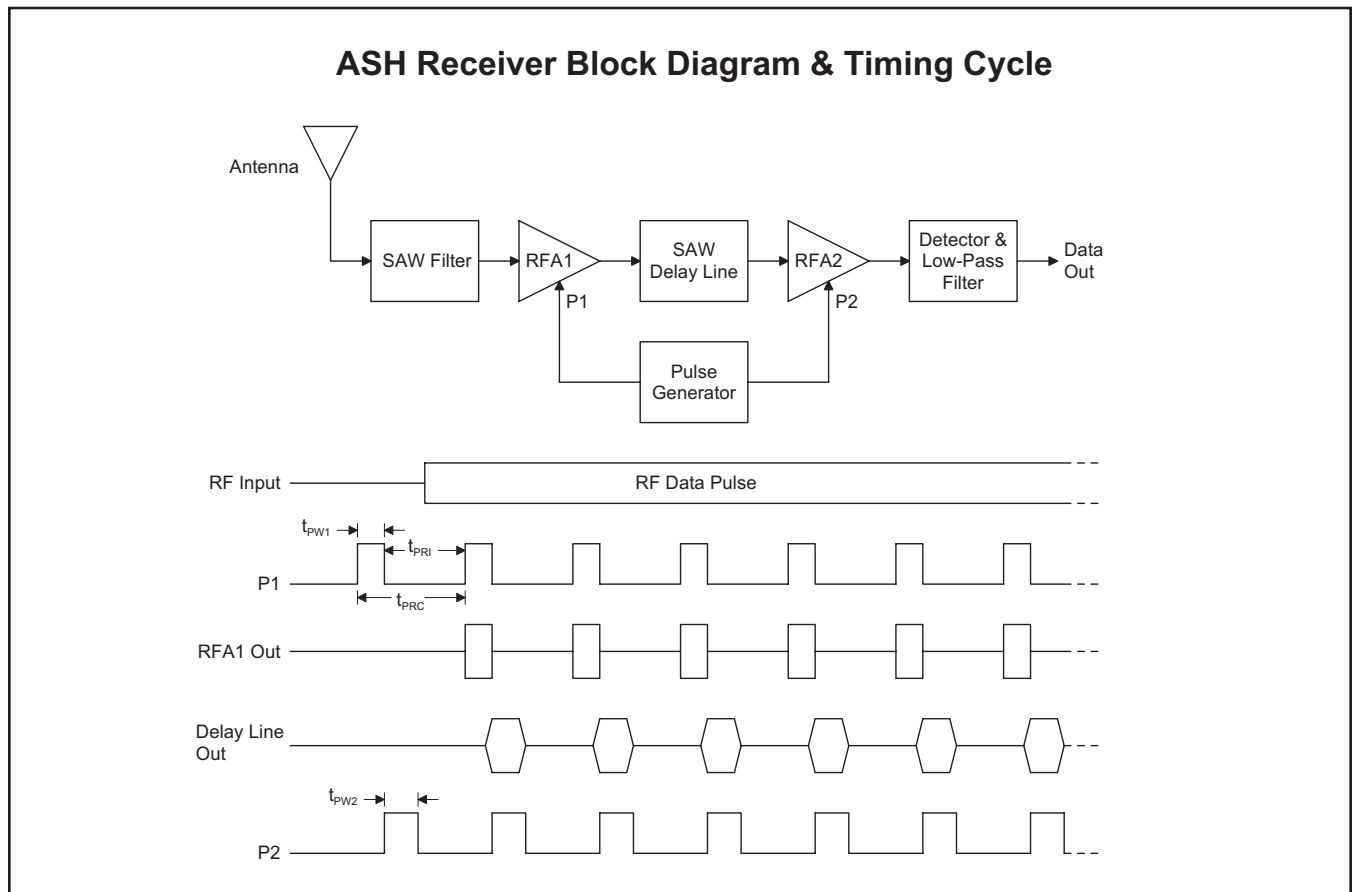 ASH Receiver Block Diagram & Timing Cycle
Antenna
SAW Filter
RFA1
SAW
Delay Line
RFA2
Detector &
Low-Pass
Filter
Data
Out
P1
P2
Pulse
Generator
RF Input
RF Data Pulse
tPW1
tPRI
P1
tPRC
RFA1 Out
Delay Line
Out
tPW2
P2